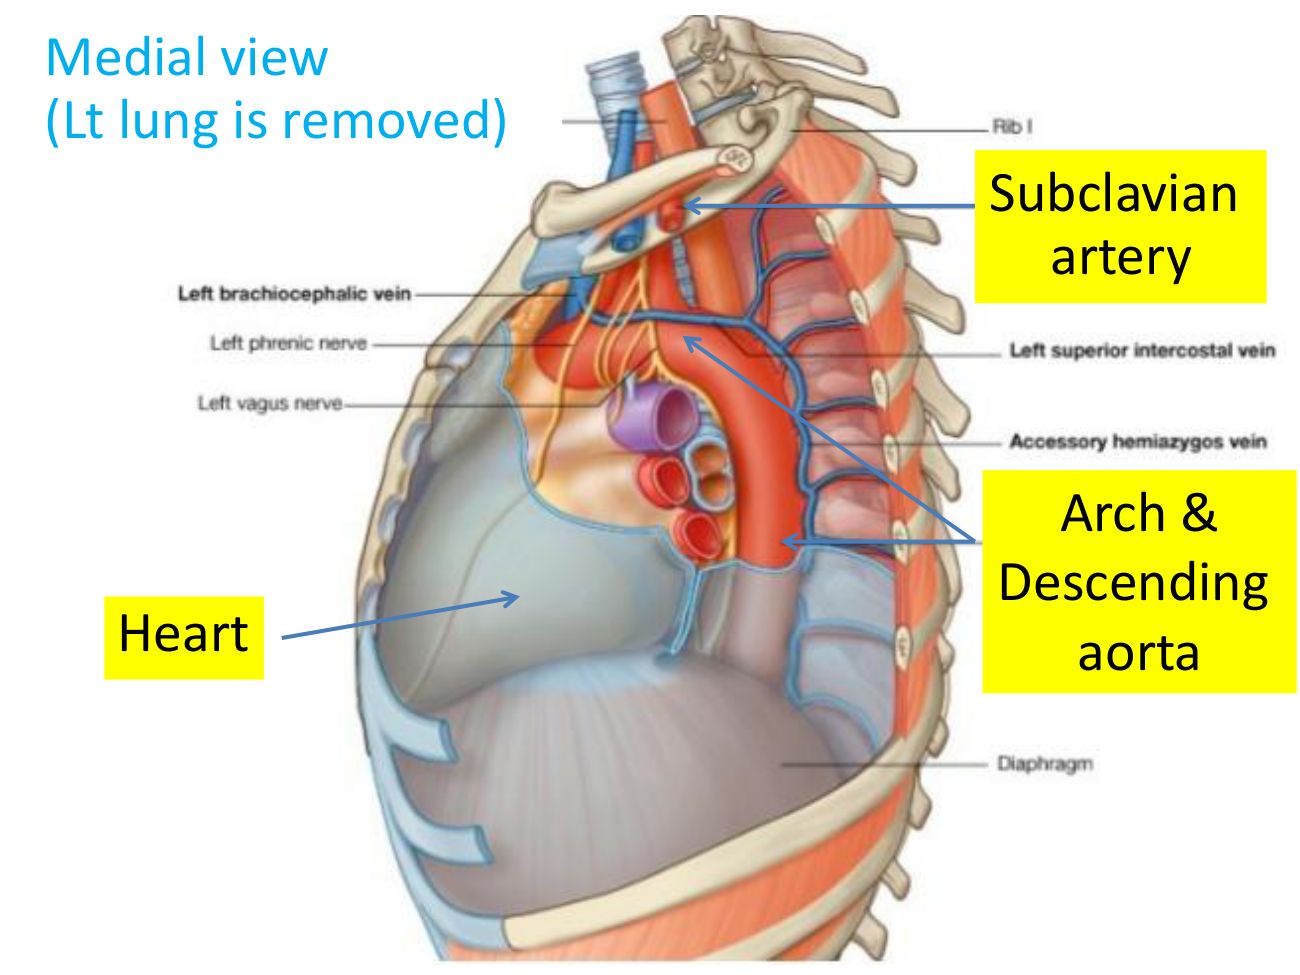 Medial view
(Lt lung is removed)
Rib I
Subclavian
artery
Left brachiocephalic vein
Left phrenic nerve
Left superior intercostal vein
Left vagus nerve
Accessory hemiazygos vein
Arch &
Descending
aorta
Heart
Diaphragm